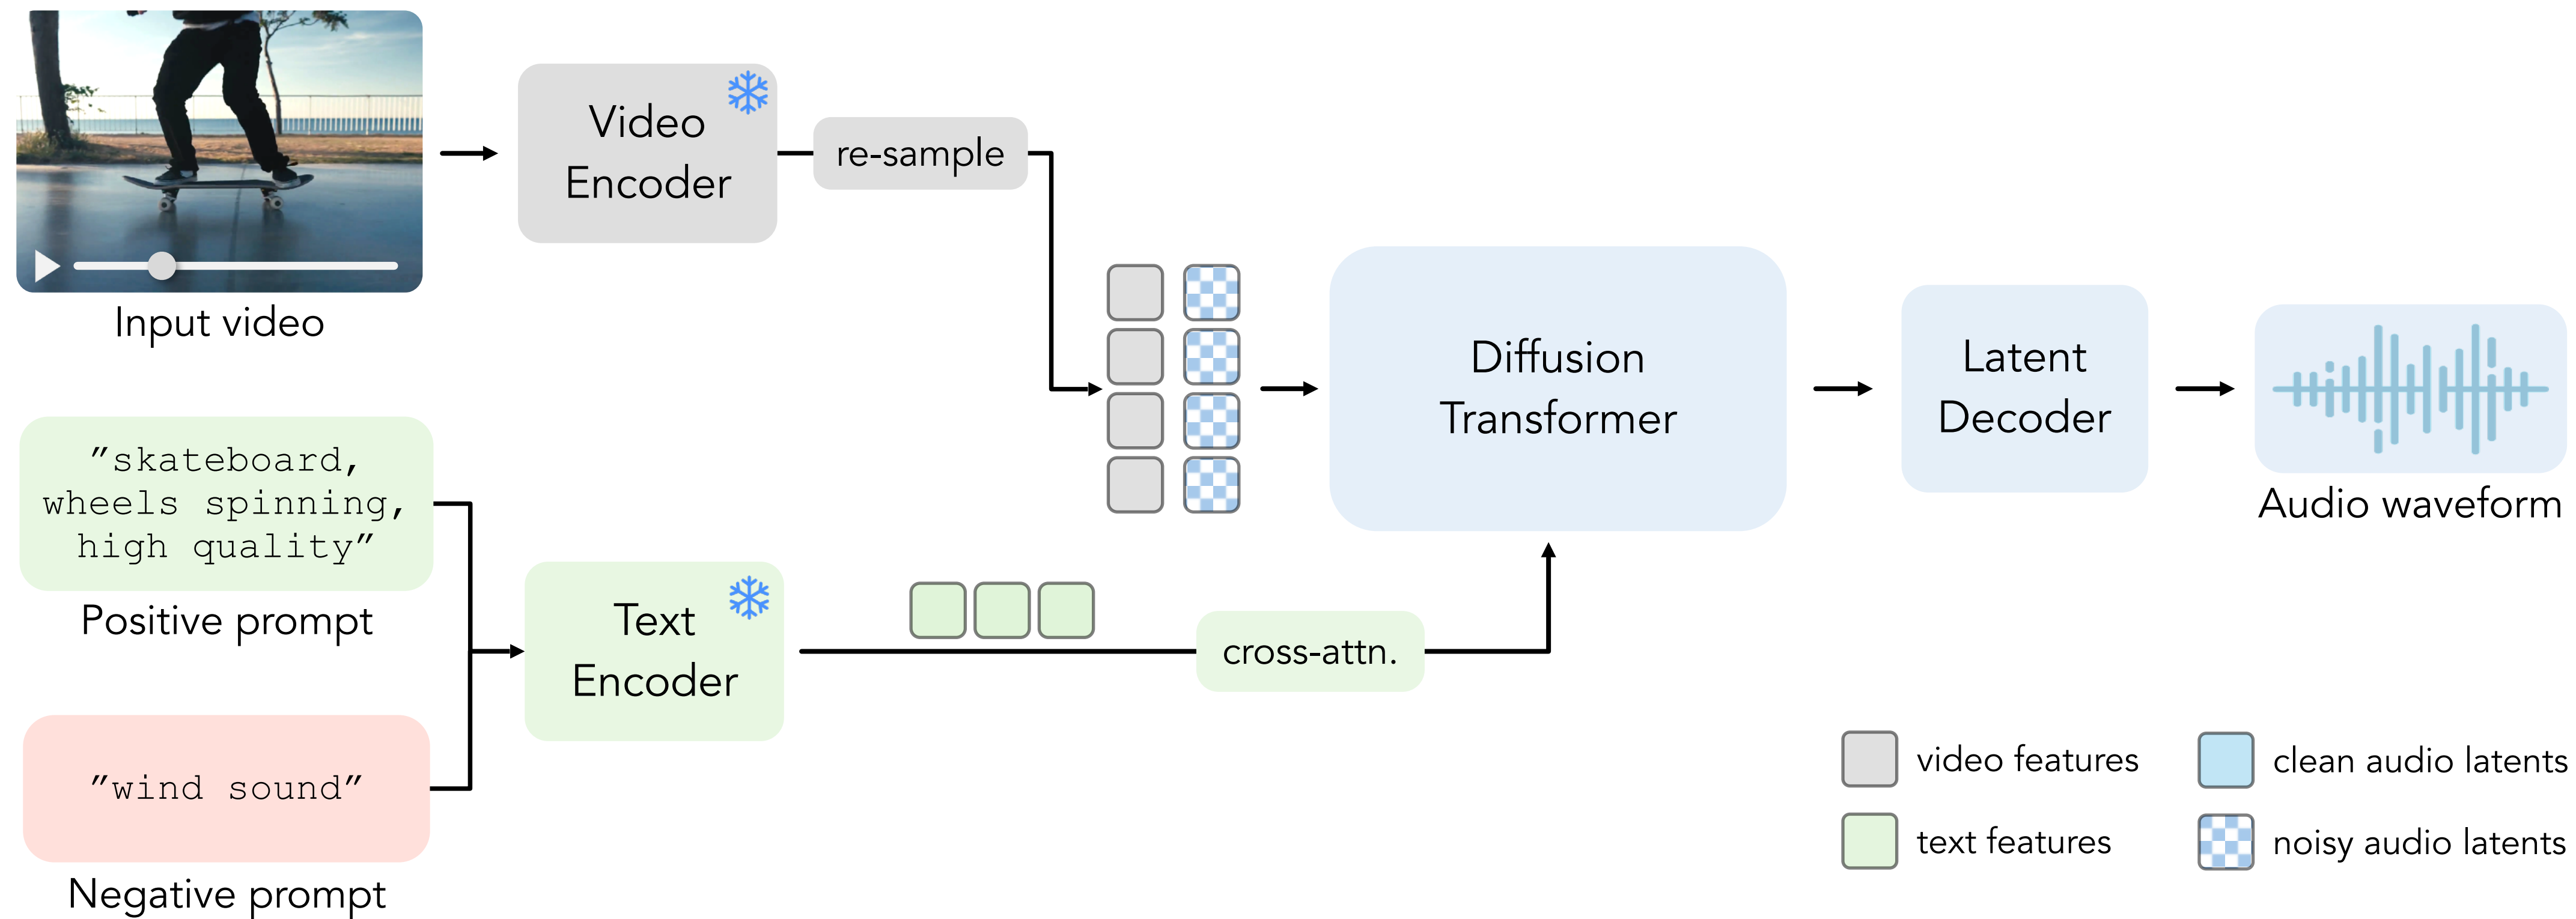 Input video
Video
Encoder
re-sample
”skateboard,
wheels spinning,
high quality”
Positive prompt
”wind sound”
Negative prompt
Text
Encoder
cross-attn.
Diffusion
Transformer
Latent
Decoder
Audio waveform
video features
clean audio latents
text features
noisy audio latents